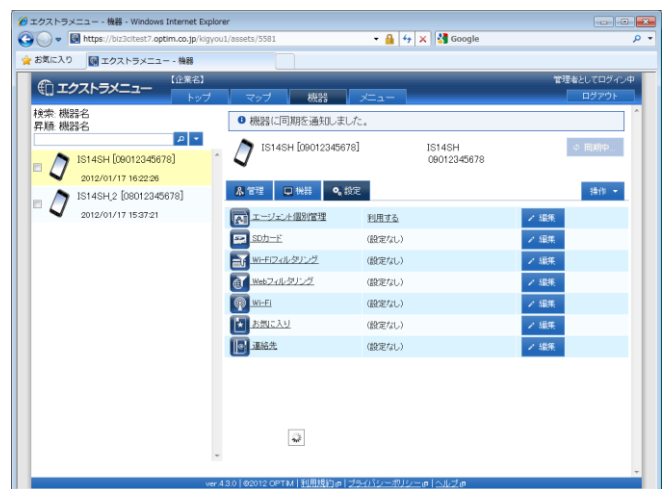 エクストラメニュー - 機器 - Windows Internet Explorer
https://biz3citest7.optim.co.jp/kigyou1/assets/5581
Google
お気に入り
エクストラメニュー - 機器
エクストラメニュー
【企業名】
管理者としてログイン中
トップ
マップ
機器
メニュー
ログアウト
検索: 機器名
昇順: 機器名
IS14SH [09012345678]
2012/01/17 16:22:26
IS14SH,2 [08012345678]
2012/01/17 15:37:21
機器に同期を通知しました。
IS14SH [09012345678]
IS14SH
09012345678
同期中...
管理
機器
設定
操作
エージェント個別管理
利用する
編集
SDカード
(設定なし)
編集
Wi-Fiフィルタリング
(設定なし)
編集
Webフィルタリング
(設定なし)
編集
Wi-Fi
(設定なし)
編集
お気に入り
(設定なし)
編集
連絡先
(設定なし)
編集
ver.4.3.0 | ©2012 OPTiM | 利用規約 | プライバシーポリシー | ヘルプ